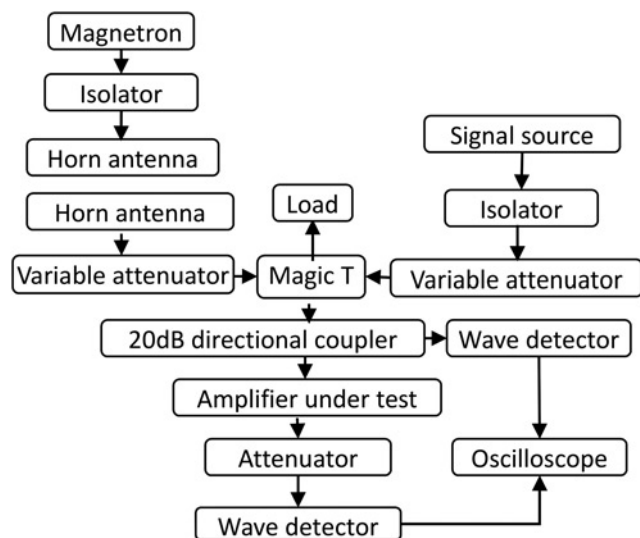 Magnetron
Isolator
Horn antenna
Signal source
Horn antenna
Load
Isolator
Variable attenuator
Magic T
Variable attenuator
20dB directional coupler
Wave detector
Amplifier under test
Attenuator
Oscilloscope
Wave detector